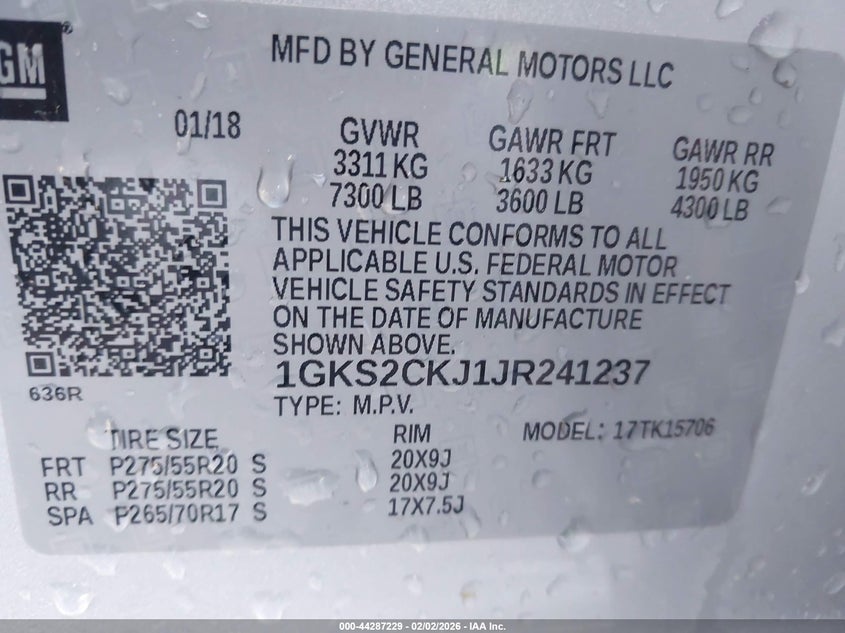 GM
MFD BY GENERAL MOTORS LLC
01/18
GVWR GAWR FRT GAWR RR
3311 KG 1633 KG 1950 KG
7300 LB 3600 LB 4300 LB
THIS VEHICLE CONFORMS TO ALL
APPLICABLE U.S. FEDERAL MOTOR
VEHICLE SAFETY STANDARDS IN EFFECT
ON THE DATE OF MANUFACTURE
SHOWN ABOVE.
1GKS2CKJ1JR241237
636R
TYPE: M.P.V.
TIRE SIZE RIM MODEL: 17TK15706
FRT P275/55R20 S 20X9J
RR P275/55R20 S 20X9J
SPA P265/70R17 S 17X7.5J
000-44287229 - 02/02/2026 - IAA Inc.